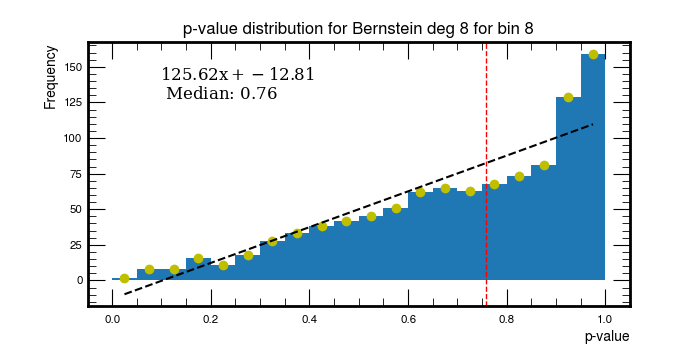 p-value distribution for Bernstein deg 8 for bin 8
Frequency
125.62x + −12.81
Median: 0.76
150
125
100
75
50
25
0
0.0 0.2 0.4 0.6 0.8 1.0
p-value